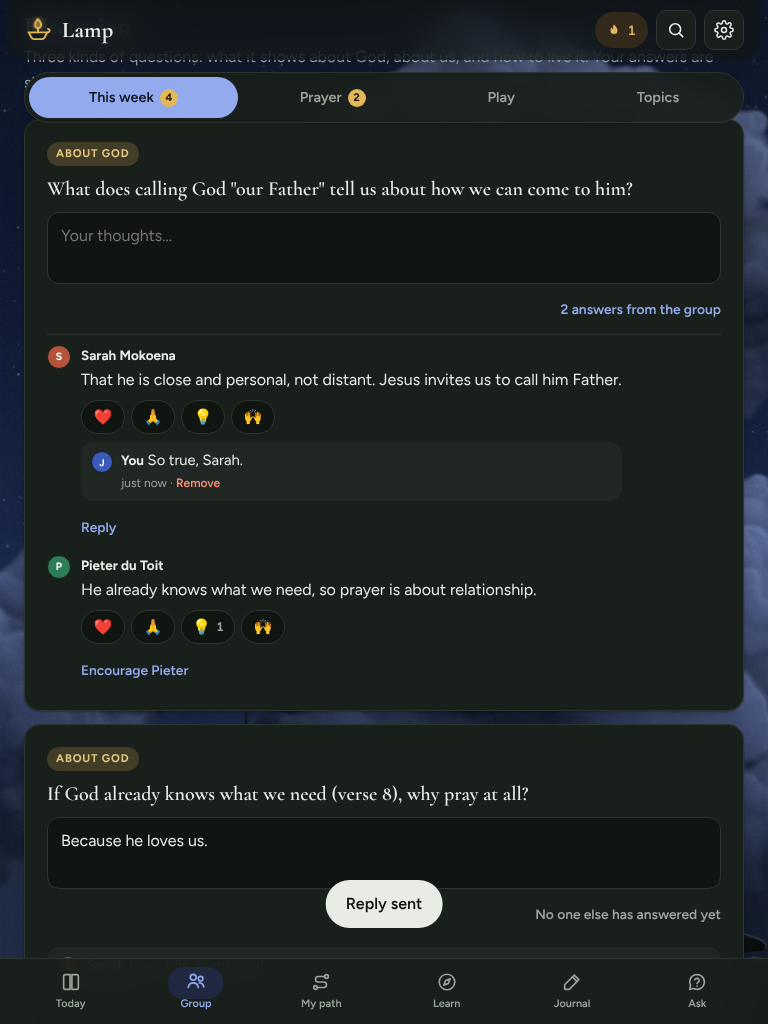 Lamp
1
Three kinds of questions: what it shows about God, about us, and how to live it. Your answers are
This week 4
Prayer 2
Play
Topics
ABOUT GOD
What does calling God "our Father" tell us about how we can come to him?
Your thoughts...
2 answers from the group
S
Sarah Mokoena
That he is close and personal, not distant. Jesus invites us to call him Father.
❤️ 🙏 💡 🙌
J
You So true, Sarah.
just now · Remove
Reply
P
Pieter du Toit
He already knows what we need, so prayer is about relationship.
❤️ 🙏 💡 1 🙌
Encourage Pieter
ABOUT GOD
If God already knows what we need (verse 8), why pray at all?
Because he loves us.
Reply sent
No one else has answered yet
Today
Group
My path
Learn
Journal
Ask